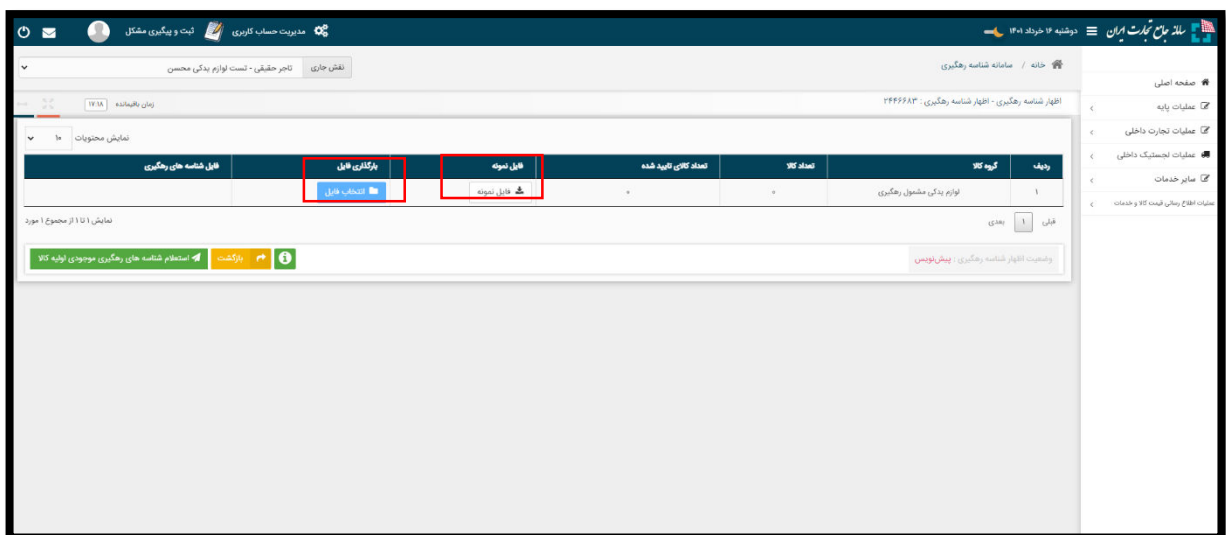 سامانه جامع تجارت ایران
دوشنبه ۱۶ خرداد ۱۴۰۱
مدیریت حساب کاربری
ثبت و پیگیری مشکل
خانه / سامانه شناسه رهگیری
نقش جاری
تاجر حقیقی - تست لوازم یدکی محسن
صفحه اصلی
عملیات پایه
عملیات تجارت داخلی
عملیات لجستیک داخلی
سایر خدمات
عملیات اطلاع رسانی قیمت کالا و خدمات
اظهار شناسه رهگیری - اظهار شناسه رهگیری : ۲۴۴۶۶۸۳
زمان باقیمانده ۱۷:۱۸
نمایش محتویات ۱۰
ردیف گروه کالا تعداد کالا تعداد کالای تایید شده فایل نمونه بارگذاری فایل فایل شناسه های رهگیری
۱ لوازم یدکی مشمول رهگیری ۰ ۰ فایل نمونه انتخاب فایل
قبلی ۱ بعدی
نمایش ۱ تا ۱ از مجموع ۱ مورد
وضعیت اظهار شناسه رهگیری : پیش‌نویس
بازگشت
استعلام شناسه های رهگیری موجودی اولیه کالا